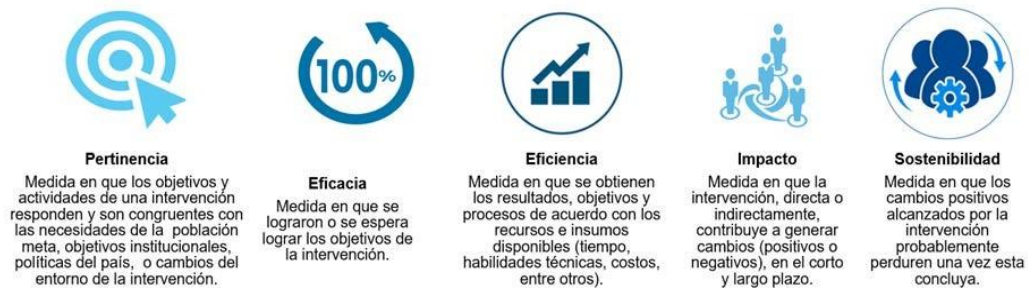 100%
Pertinencia
Medida en que los objetivos y
actividades de una intervención
responden y son congruentes con
las necesidades de la población
meta, objetivos institucionales,
políticas del país, o cambios del
entorno de la intervención.
Eficacia
Medida en que se
lograron o se espera
lograr los objetivos de
la intervención.
Eficiencia
Medida en que se obtienen
los resultados, objetivos y
procesos de acuerdo con los
recursos e insumos
disponibles (tiempo,
habilidades técnicas, costos,
entre otros).
Impacto
Medida en que la
intervención, directa o
indirectamente,
contribuye a generar
cambios (positivos o
negativos), en el corto
y largo plazo.
Sostenibilidad
Medida en que los
cambios positivos
alcanzados por la
intervención
probablemente
perduren una vez esta
concluya.